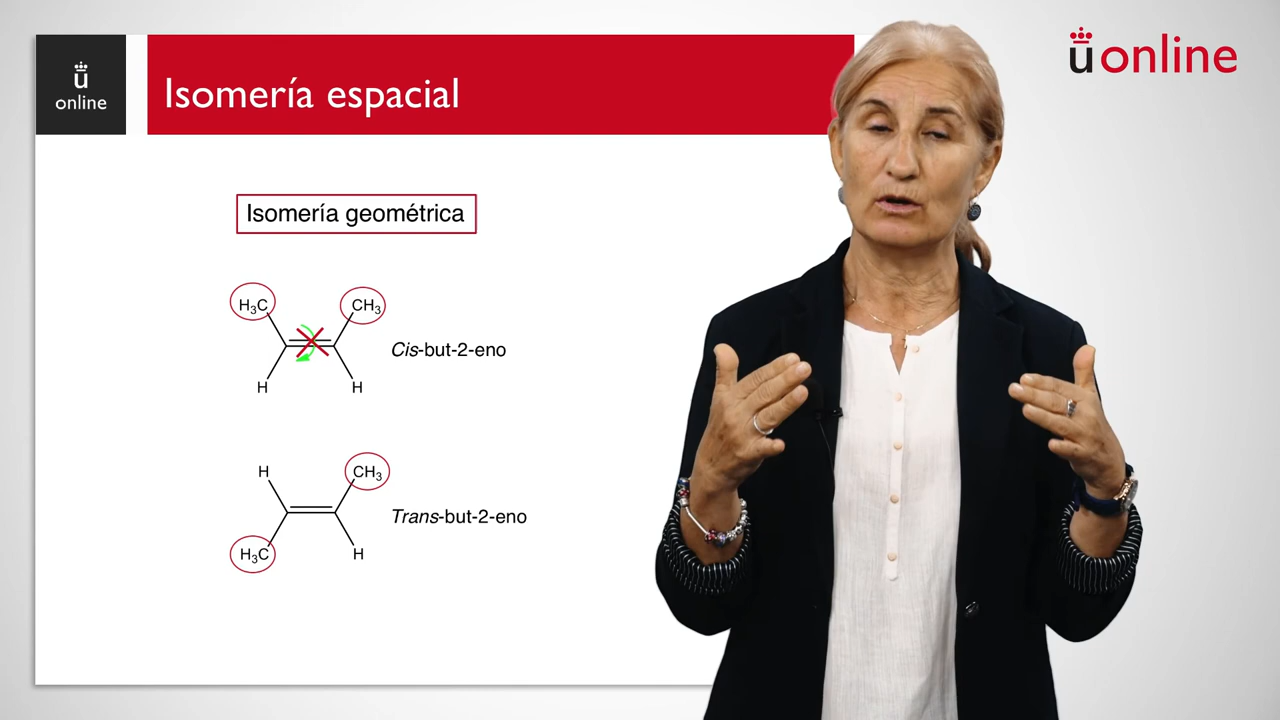 ü online
online
Isomería espacial
Isomería geométrica
H₃C CH₃
H H
Cis-but-2-eno
H CH₃
Trans-but-2-eno
H₃C H